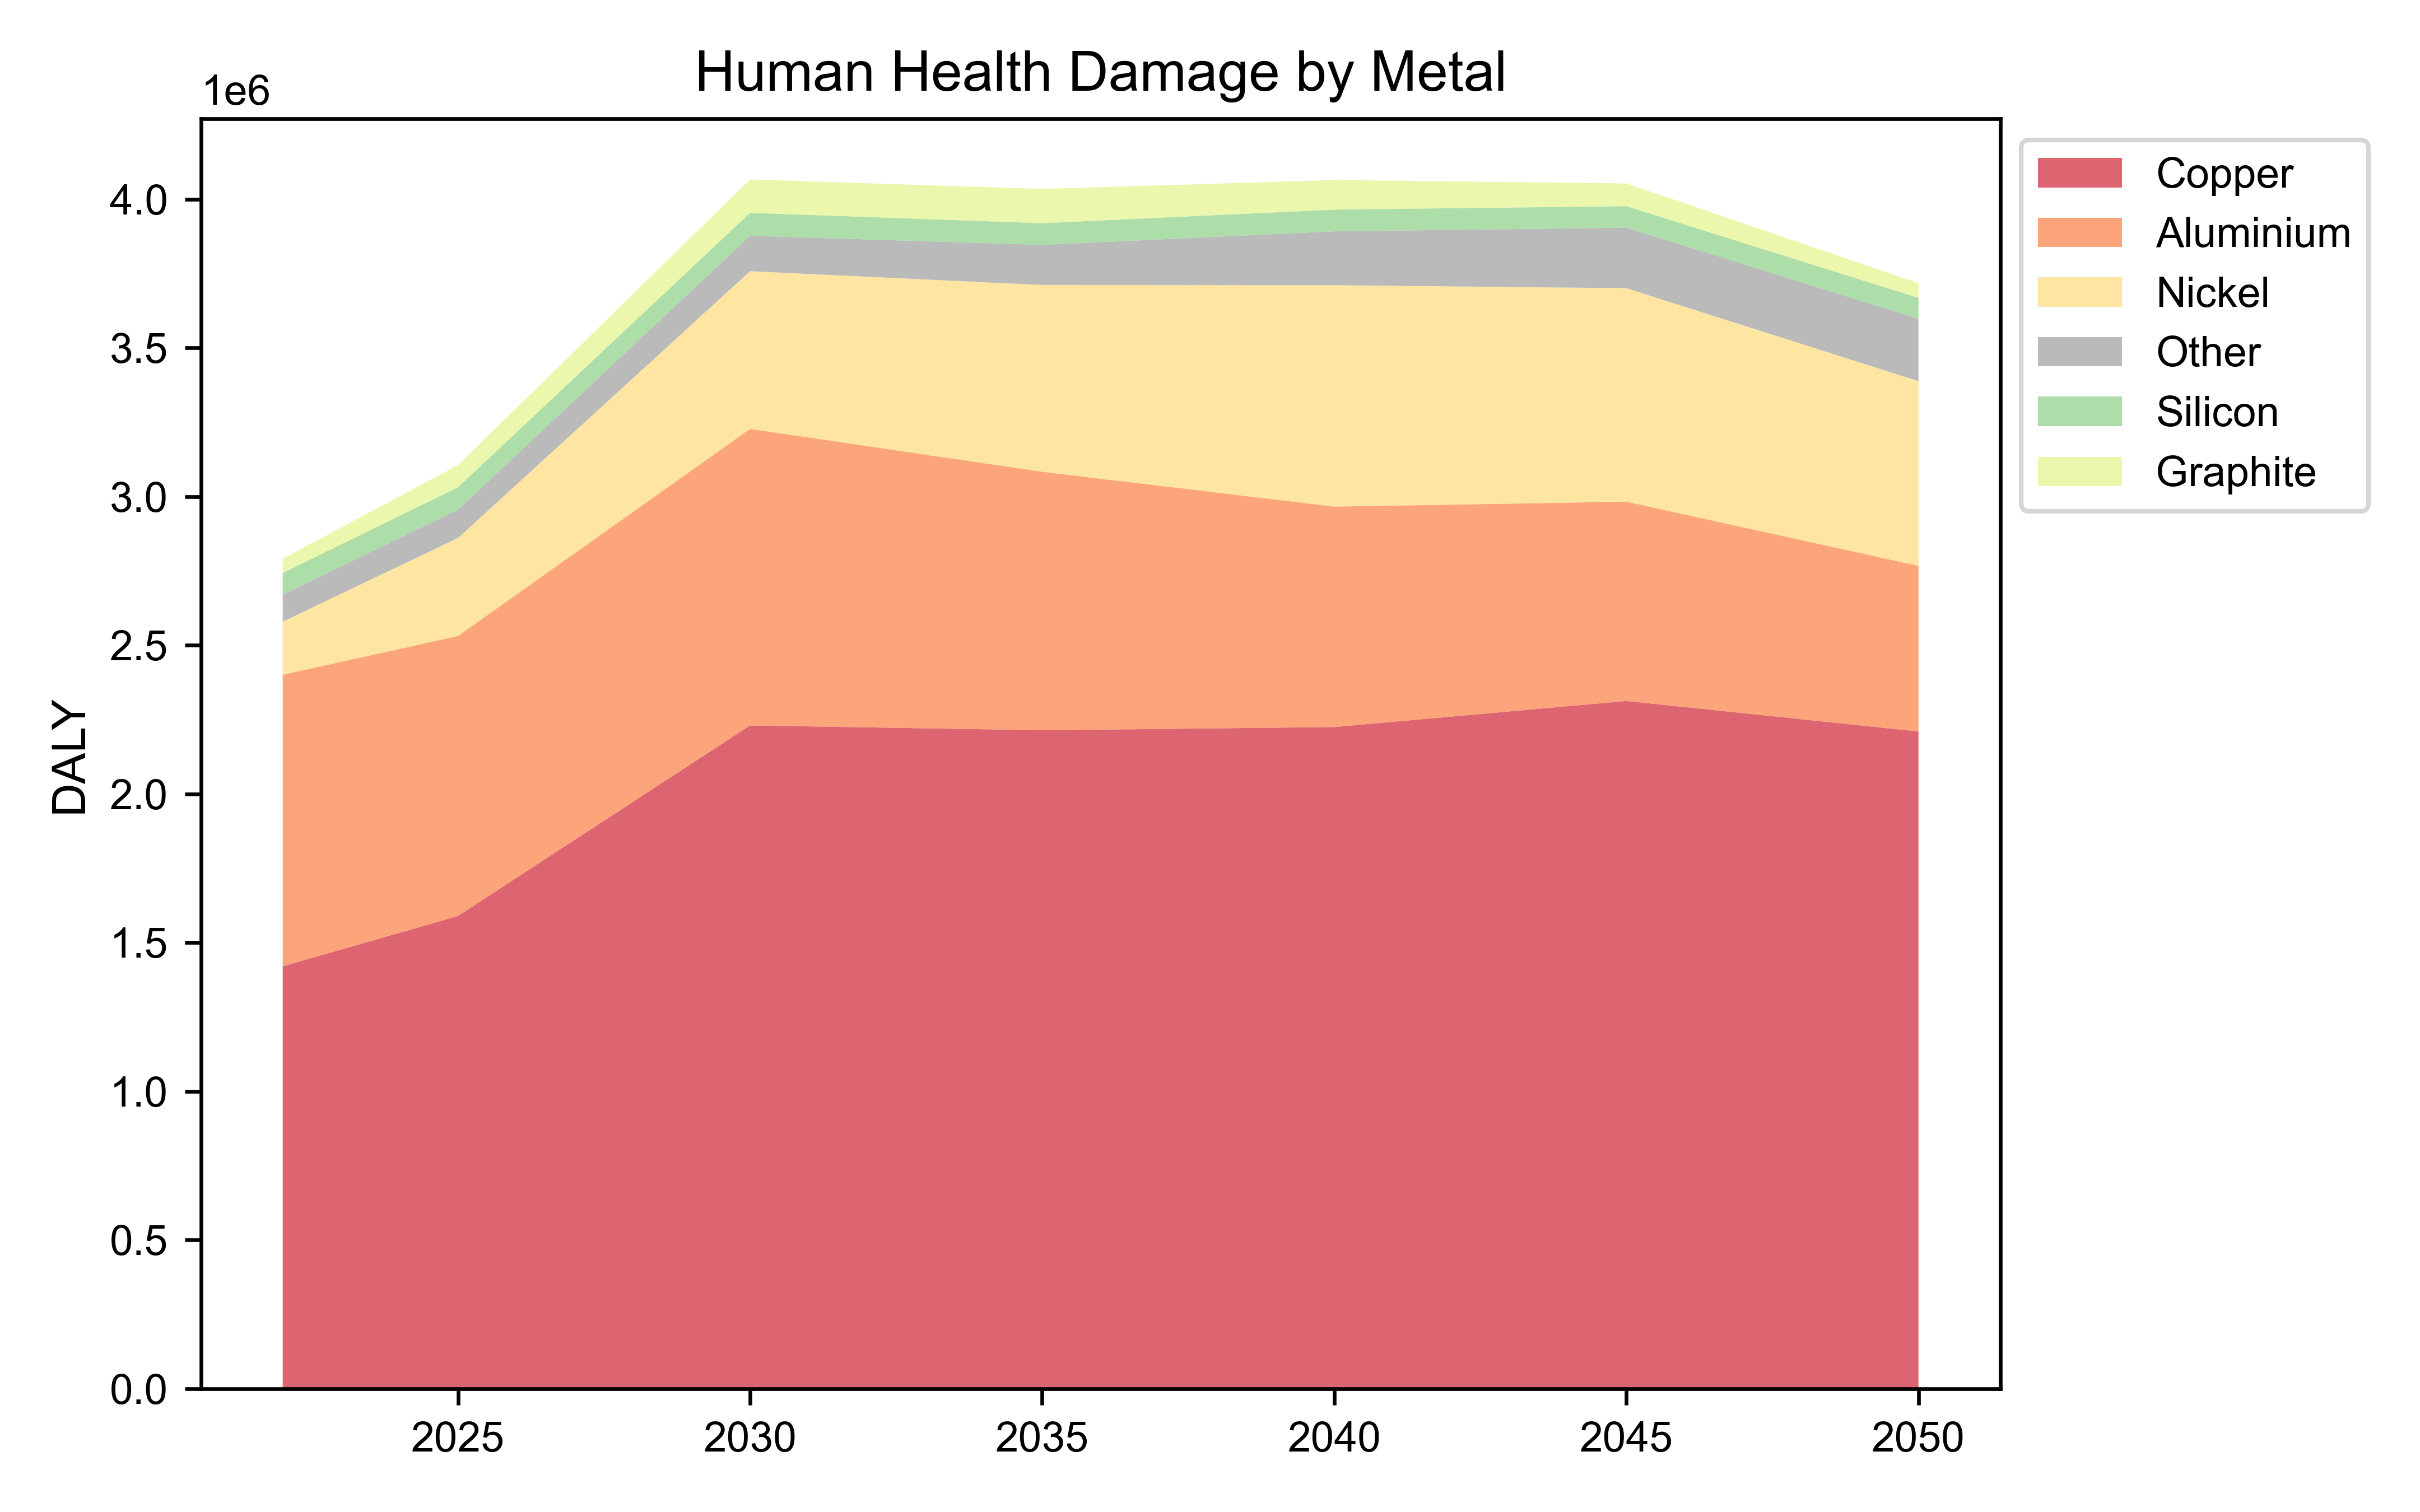 Human Health Damage by Metal
1e6
4.0
3.5
3.0
2.5
2.0
1.5
1.0
0.5
0.0
DALY
2025
2030
2035
2040
2045
2050
Copper
Aluminium
Nickel
Other
Silicon
Graphite